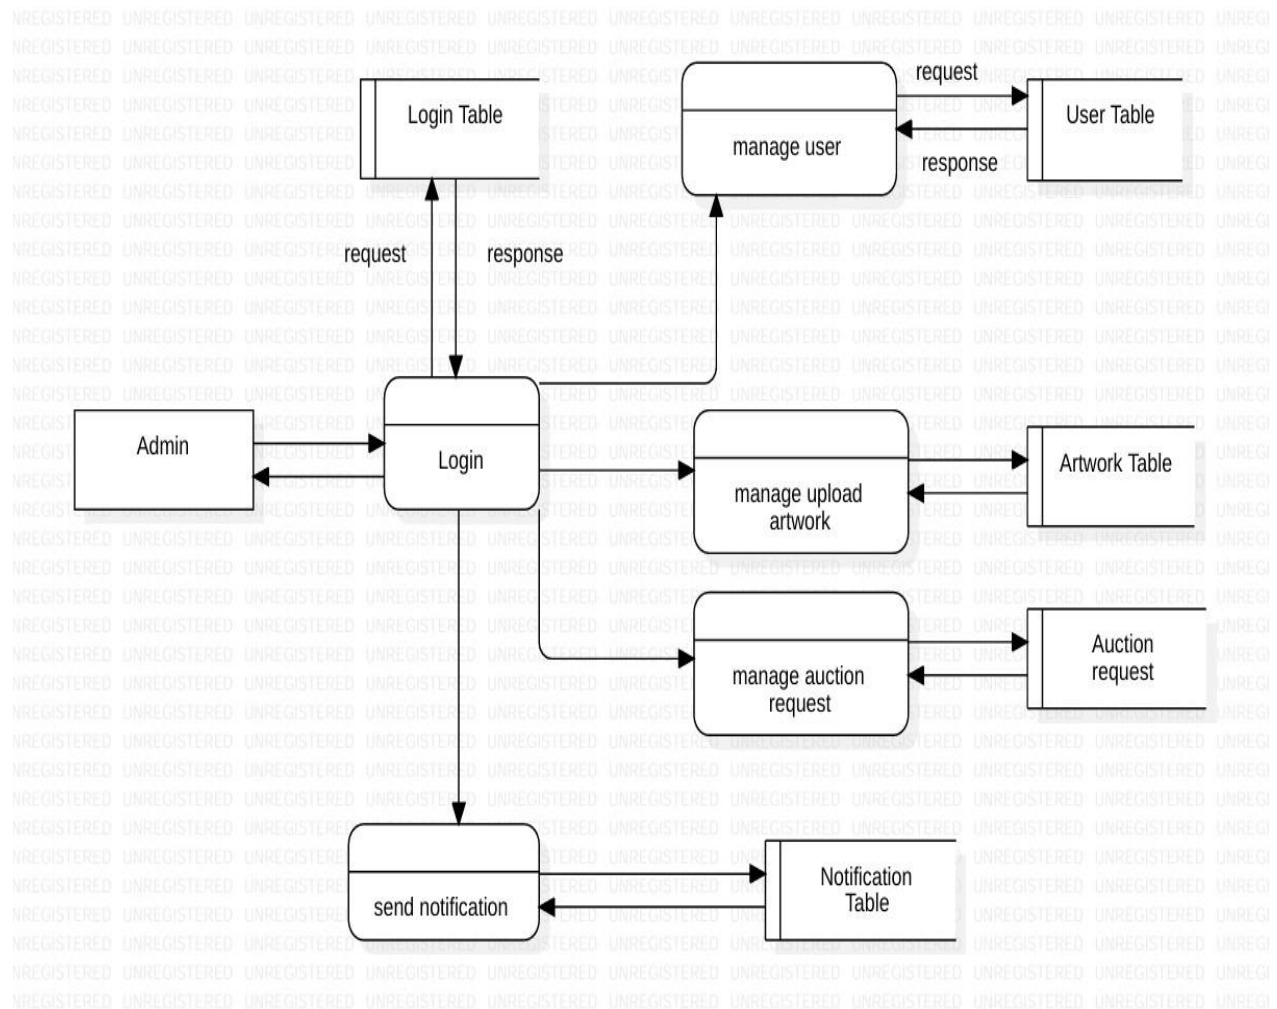 request
Login Table
User Table
manage user
response
request
response
Admin
Login
Artwork Table
manage upload
artwork
Auction
request
manage auction
request
Notification
Table
send notification
UNREGISTERED